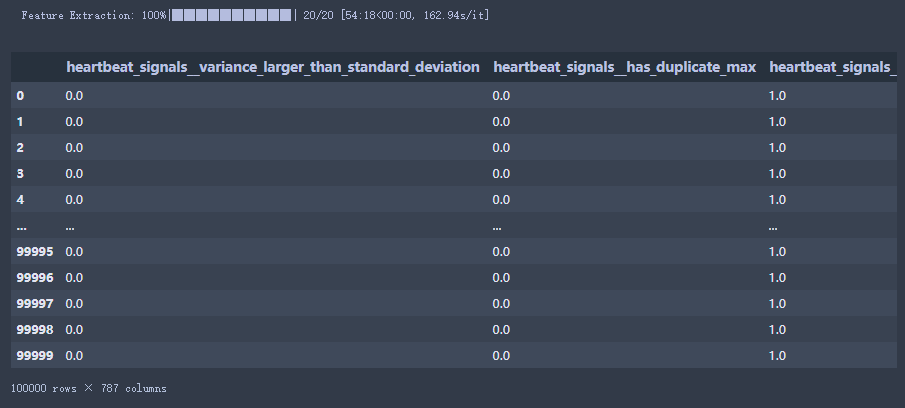 Feature Extraction: 100%|██████████| 20/20 [54:18<00:00, 162.94s/it]
heartbeat_signals__variance_larger_than_standard_deviation heartbeat_signals__has_duplicate_max heartbeat_signals_
0 0.0 0.0 1.0
1 0.0 0.0 1.0
2 0.0 0.0 1.0
3 0.0 0.0 1.0
4 0.0 0.0 1.0
... ... ... ...
99995 0.0 0.0 1.0
99996 0.0 0.0 1.0
99997 0.0 0.0 1.0
99998 0.0 0.0 1.0
99999 0.0 0.0 1.0
100000 rows × 787 columns